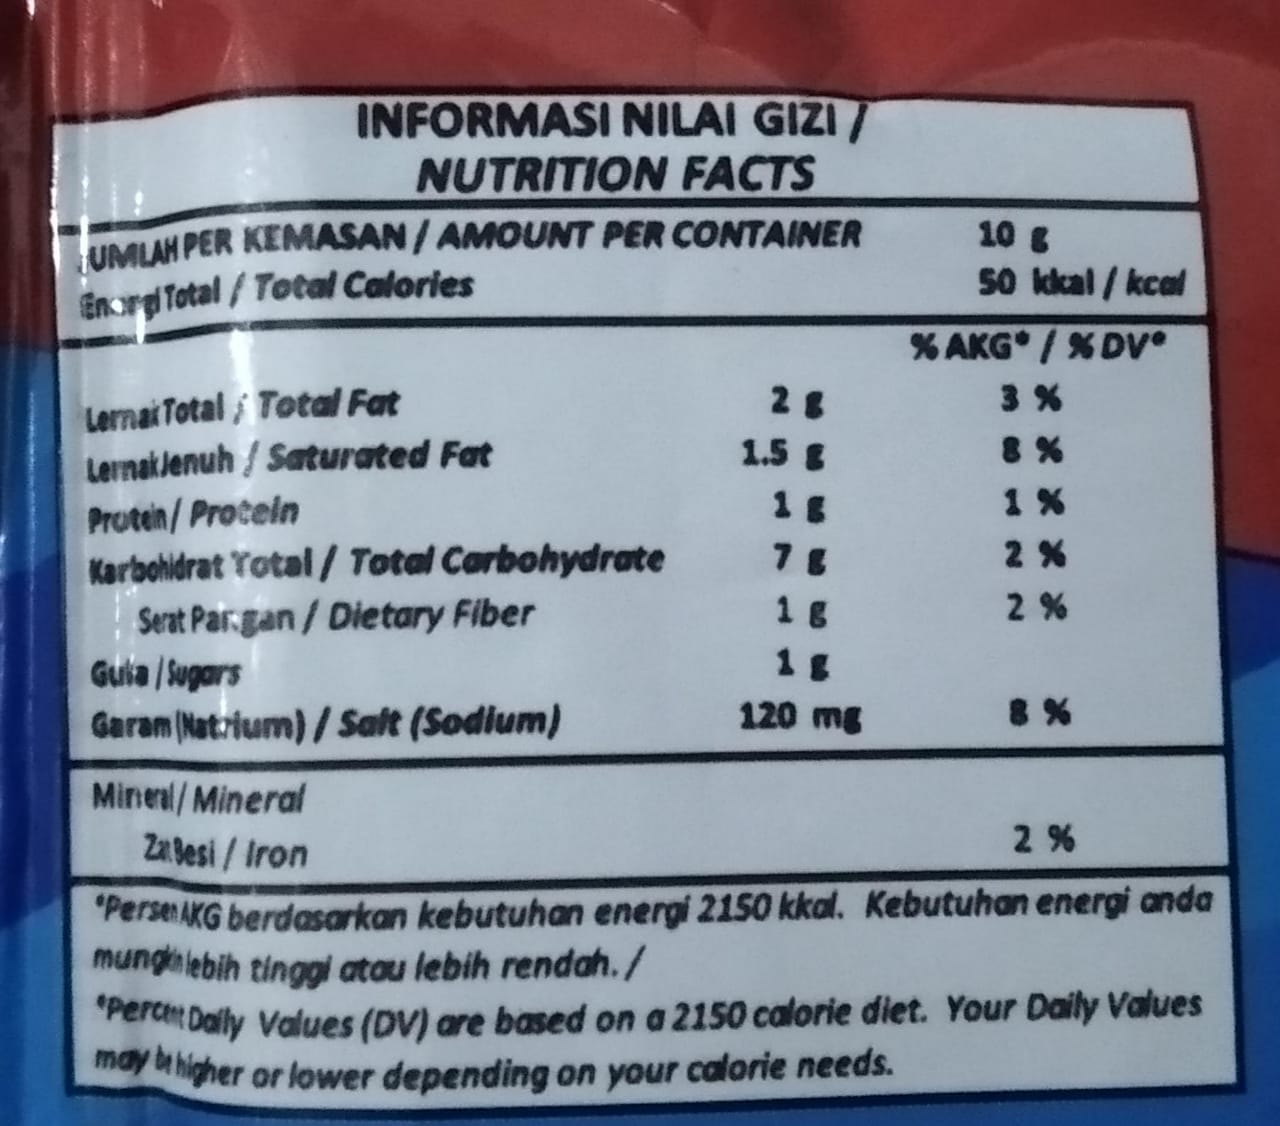 INFORMASI NILAI GIZI /
NUTRITION FACTS
JUMLAH PER KEMASAN / AMOUNT PER CONTAINER 10 g
Energi Total / Total Calories 50 kkal / kcal
% AKG* / % DV*
Lemak Total / Total Fat 2 g 3 %
Lemak Jenuh / Saturated Fat 1.5 g 8 %
Protein / Protein 1 g 1 %
Karbohidrat Total / Total Carbohydrate 7 g 2 %
Serat Pangan / Dietary Fiber 1 g 2 %
Gula / Sugars 1 g
Garam (Natrium) / Salt (Sodium) 120 mg 8 %
Mineral / Mineral
Zat Besi / Iron 2 %
*Persen AKG berdasarkan kebutuhan energi 2150 kkal. Kebutuhan energi anda
mungkin lebih tinggi atau lebih rendah. /
*Percent Daily Values (DV) are based on a 2150 calorie diet. Your Daily Values
may be higher or lower depending on your calorie needs.